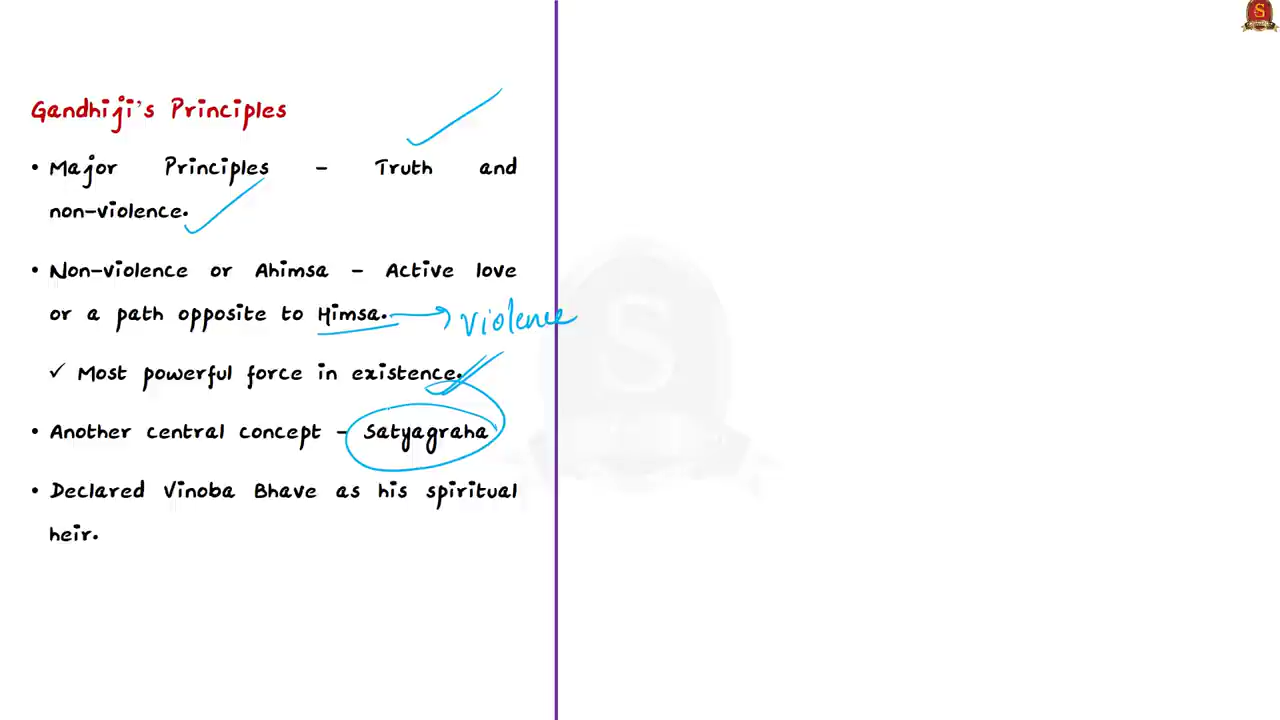 Gandhiji's Principles
• Major Principles - Truth and
non-violence.
• Non-violence or Ahimsa - Active love
or a path opposite to Himsa. → violence
✓ Most powerful force in existence.
• Another central concept - Satyagraha
• Declared Vinoba Bhave as his spiritual
heir.
S
S